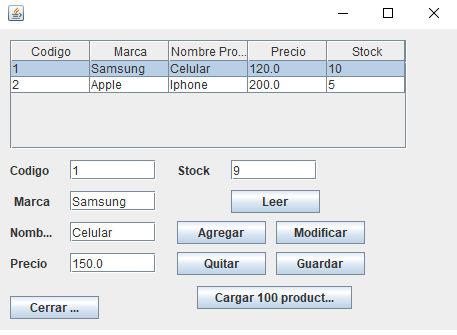 Codigo Marca Nombre Pro... Precio Stock
1 Samsung Celular 120.0 10
2 Apple Iphone 200.0 5
Codigo 1 Stock 9
Marca Samsung Leer
Nomb... Celular Agregar Modificar
Precio 150.0 Quitar Guardar
Cargar 100 product...
Cerrar ...